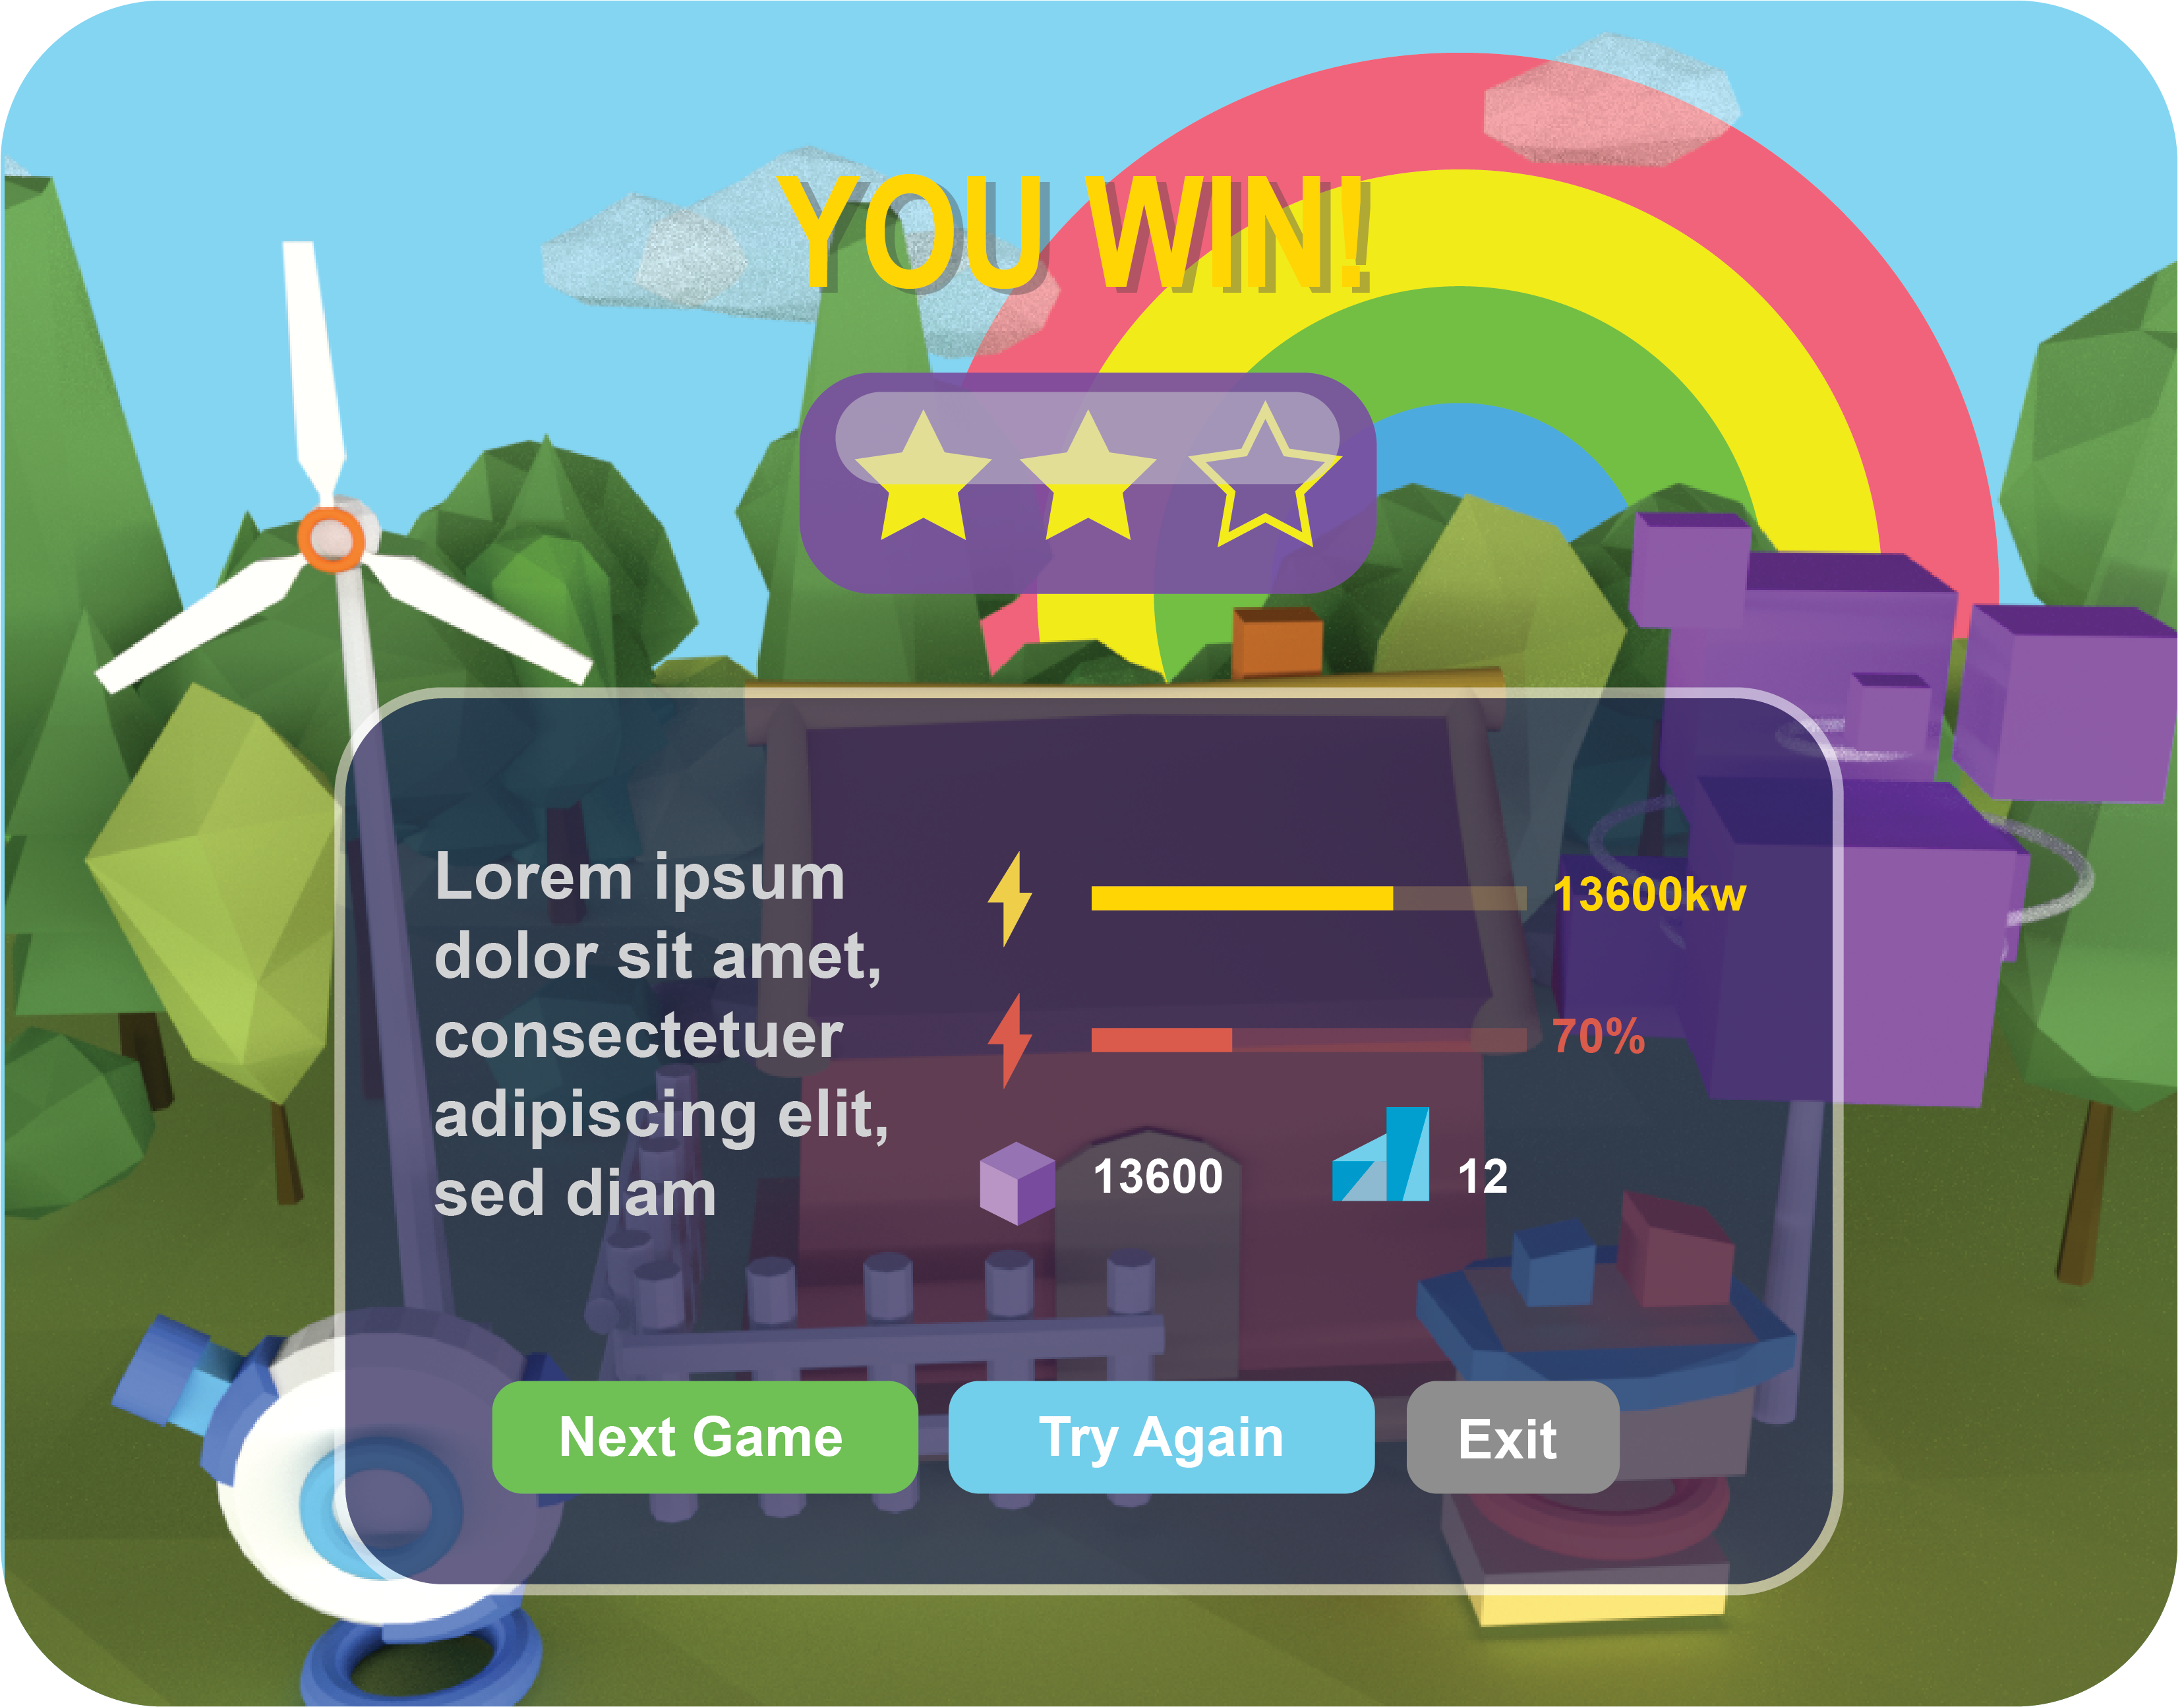 YOU WIN!
Lorem ipsum
dolor sit amet,
consectetuer
adipiscing elit,
sed diam
13600kw
70%
13600
12
Next Game
Try Again
Exit